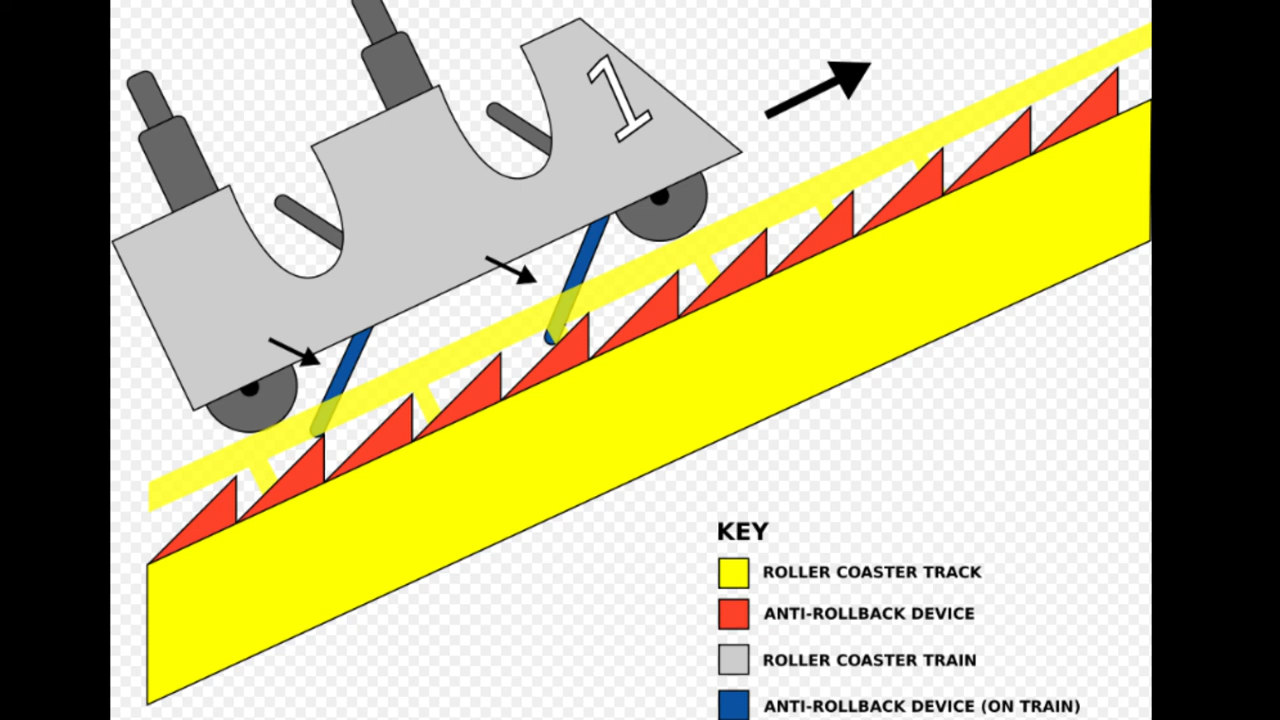 1
KEY
ROLLER COASTER TRACK
ANTI-ROLLBACK DEVICE
ROLLER COASTER TRAIN
ANTI-ROLLBACK DEVICE (ON TRAIN)